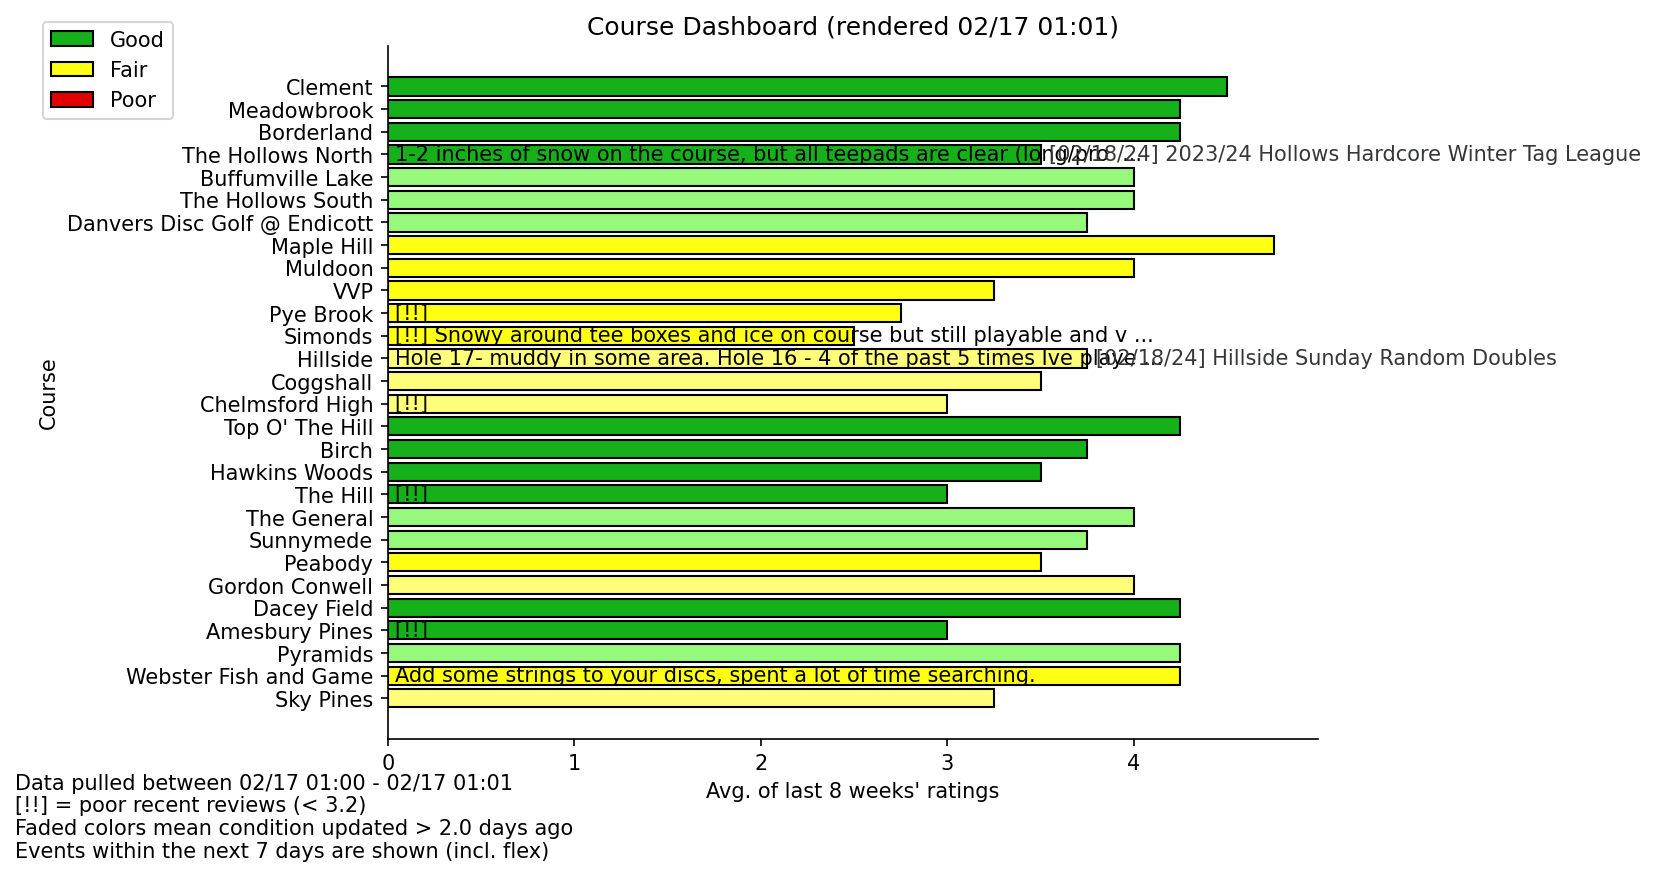 Course Dashboard (rendered 02/17 01:01)
Good
Fair
Poor
Course
Clement
Meadowbrook
Borderland
The Hollows North
1-2 inches of snow on the course, but all teepads are clear (long/pro ... [02/18/24] 2023/24 Hollows Hardcore Winter Tag League
Buffumville Lake
The Hollows South
Danvers Disc Golf @ Endicott
Maple Hill
Muldoon
VVP
Pye Brook
[!!]
Simonds
[!!] Snowy around tee boxes and ice on course but still playable and v ...
Hillside
Hole 17- muddy in some area. Hole 16 - 4 of the past 5 times Ive playe ... [02/18/24] Hillside Sunday Random Doubles
Coggshall
Chelmsford High
[!!]
Top O' The Hill
Birch
Hawkins Woods
The Hill
[!!]
The General
Sunnymede
Peabody
Gordon Conwell
Dacey Field
Amesbury Pines
[!!]
Pyramids
Webster Fish and Game
Add some strings to your discs, spent a lot of time searching.
Sky Pines
0 1 2 3 4
Avg. of last 8 weeks' ratings
Data pulled between 02/17 01:00 - 02/17 01:01
[!!] = poor recent reviews (< 3.2)
Faded colors mean condition updated > 2.0 days ago
Events within the next 7 days are shown (incl. flex)